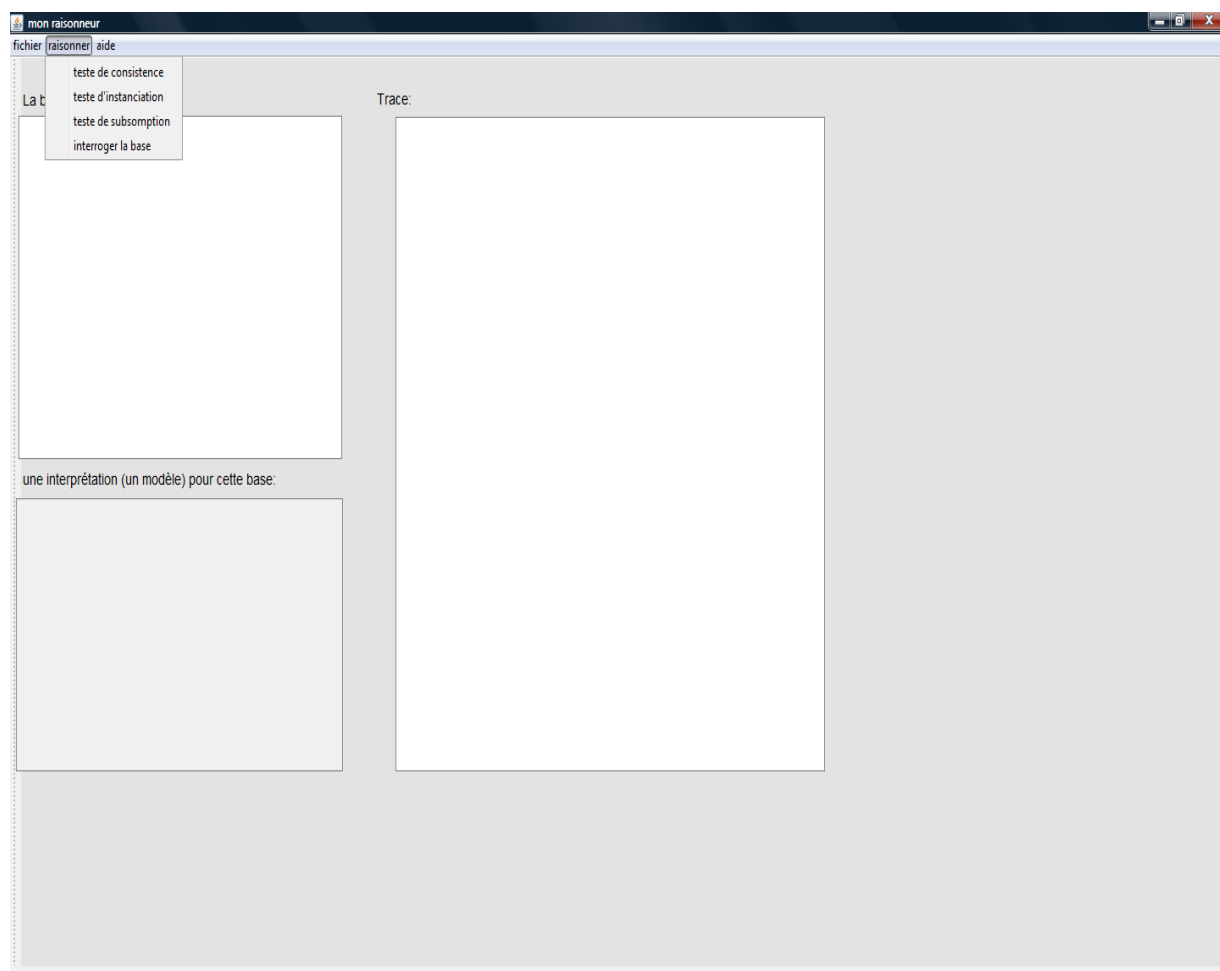 mon raisonneur
fichier raisonner aide
teste de consistence
teste d'instanciation
teste de subsomption
interroger la base
La
Trace:
une interprétation (un modèle) pour cette base: